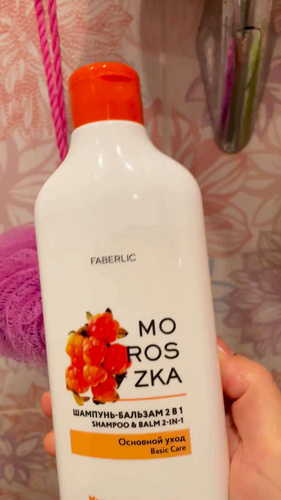 FABERLIC
MO
ROS
ZKA
ШАМПУНЬ-БАЛЬЗАМ 2 В 1
SHAMPOO & BALM 2-IN-1
Основной уход
Basic Care